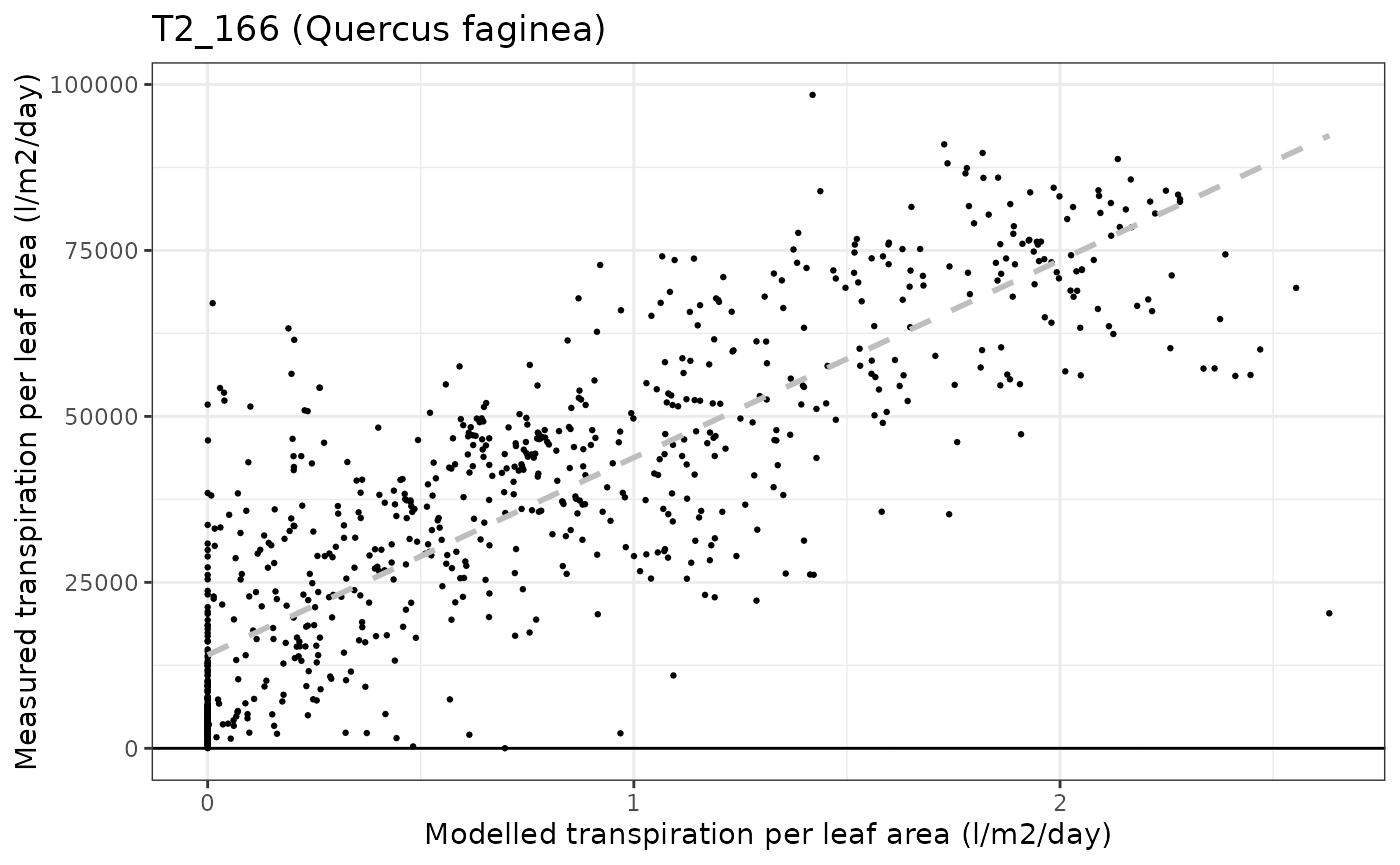 T2_166 (Quercus faginea)
Measured transpiration per leaf area (l/m2/day)
100000
75000
50000
25000
0
0 1 2
Modelled transpiration per leaf area (l/m2/day)